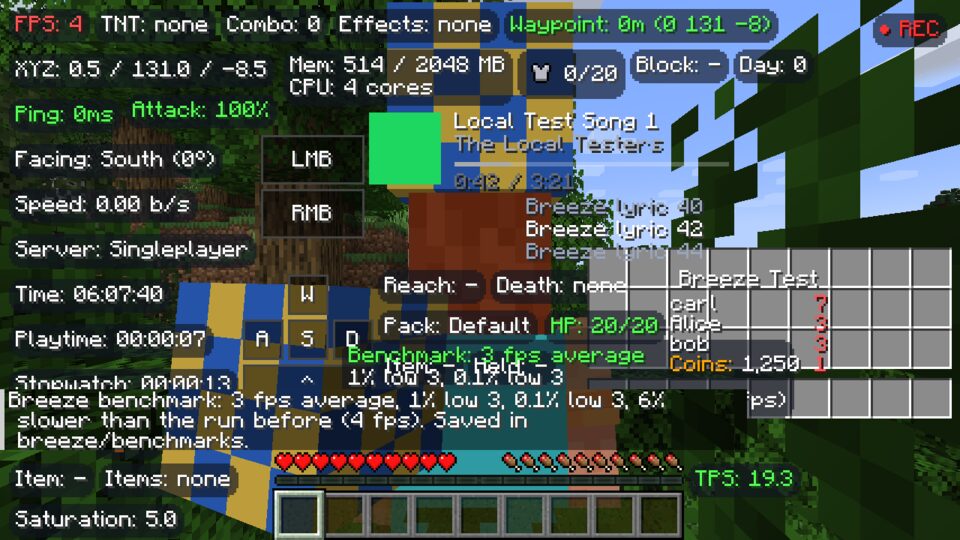 FPS: 4 TNT: none Combo: 0 Effects: none Waypoint: 0m (0 131 -8) REC
XYZ: 0.5 / 131.0 / -8.5 Mem: 514 / 2048 MB 0/20 Block: - Day: 0
CPU: 4 cores
Ping: 0ms Attack: 100%
Local Test Song 1
The Local Testers
Facing: South (0°) LMB
0:42 / 3:21
Speed: 0.00 b/s RMB
Breeze lyric 40
Breeze lyric 42
Server: Singleplayer
Breeze lyric 44
Breeze Test
Time: 06:07:40 W
Reach: - Death: none
carl 7
Alice 3
Playtime: 00:00:07 A S D
Pack: Default HP: 20/20
bob 3
Benchmark: 3 fps average
Coins: 1,250 1
Item: - Held: -
1% low 3, 0.1% low 3
Stopwatch: 00:00:13 ^
Breeze benchmark: 3 fps average, 1% low 3, 0.1% low 3, 6% fps)
slower than the run before (4 fps). Saved in
breeze/benchmarks.
Item: - Items: none TPS: 19.3
Saturation: 5.0